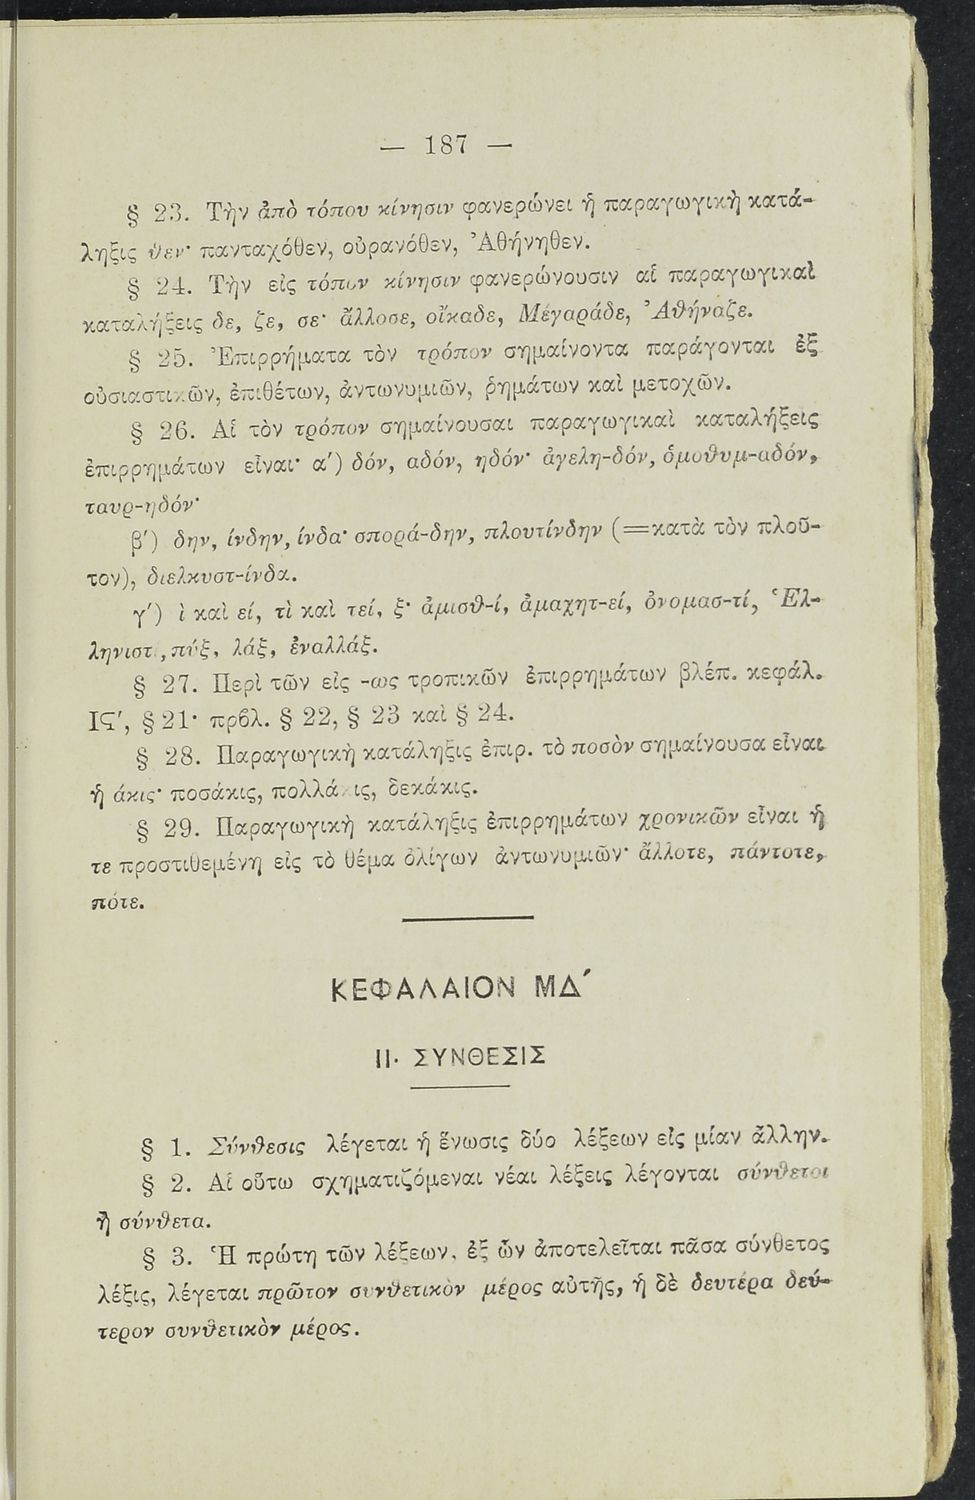 — 187 —
§ 23. Τὴν ἀπὸ τόπου κίνησιν φανερώνει ἡ παραγωγικὴ κατά-
ληξις θεν· πανταχόθεν, οὐρανόθεν, Ἀθήνηθεν.
§ 24. Τὴν εἰς τόπον κίνησιν φανερώνουσιν αἱ παραγωγικαὶ
καταλήξεις δε, ζε, σε· ἄλλοσε, οἴκαδε, Μέγαράδε, Ἀθήναζε.
§ 25. Ἐπιρρήματα τὸν τρόπον σημαίνοντα παράγονται ἐξ
οὐσιαστικῶν, ἐπιθέτων, ἀντωνυμιῶν, ῥημάτων καὶ μετοχῶν.
§ 26. Αἱ τὸν τρόπον σημαίνουσαι παραγωγικαὶ καταλήξεις
ἐπιρρημάτων εἶναι· α′) δόν, αδόν, ηδόν· ἀγελη-δόν, ὁμοθυμ-αδόν,
ταυρ-ηδόν·
β′) δην, ίνδην, ίνδα· σπορά-δην, πλουτίνδην (=κατὰ τὸν πλοῦ-
τον), διελκυστ-ίνδα.
γ′) ὶ καὶ εί, τὶ καὶ τεί, ξ· ἀμισθ-ί, ἀμαχητ-εί, ὀνομασ-τί, Ἑλ-
ληνιστ, πύξ, λάξ, ἐναλλάξ.
§ 27. Περὶ τῶν εἰς -ως τροπικῶν ἐπιρρημάτων βλέπ. κεφάλ.
ΙϚ′, § 21· πρβλ. § 22, § 23 καὶ § 24.
§ 28. Παραγωγικὴ κατάληξις ἐπιρ. τὸ ποσὸν σημαίνουσα εἶναι
ἡ άκις· ποσάκις, πολλά ις, δεκάκις.
§ 29. Παραγωγικὴ κατάληξις ἐπιρρημάτων χρονικῶν εἶναι ἡ
τε προστιθεμένη εἰς τὸ θέμα ὀλίγων ἀντωνυμιῶν· ἄλλοτε, πάντοτε,
πότε.
ΚΕΦΑΛΑΙΟΝ ΜΔ′
ΙΙ· ΣΥΝΘΕΣΙΣ
§ 1. Σύνθεσις λέγεται ἡ ἕνωσις δύο λέξεων εἰς μίαν ἄλλην.
§ 2. Αἱ οὕτω σχηματιζόμεναι νέαι λέξεις λέγονται σύνθετοι
ἢ σύνθετα.
§ 3. Ἡ πρώτη τῶν λέξεων, ἐξ ὧν ἀποτελεῖται πᾶσα σύνθετος
λέξις, λέγεται πρῶτον συνθετικὸν μέρος αὐτῆς, ἡ δὲ δευτέρα δεύ-
τερον συνθετικὸν μέρος.